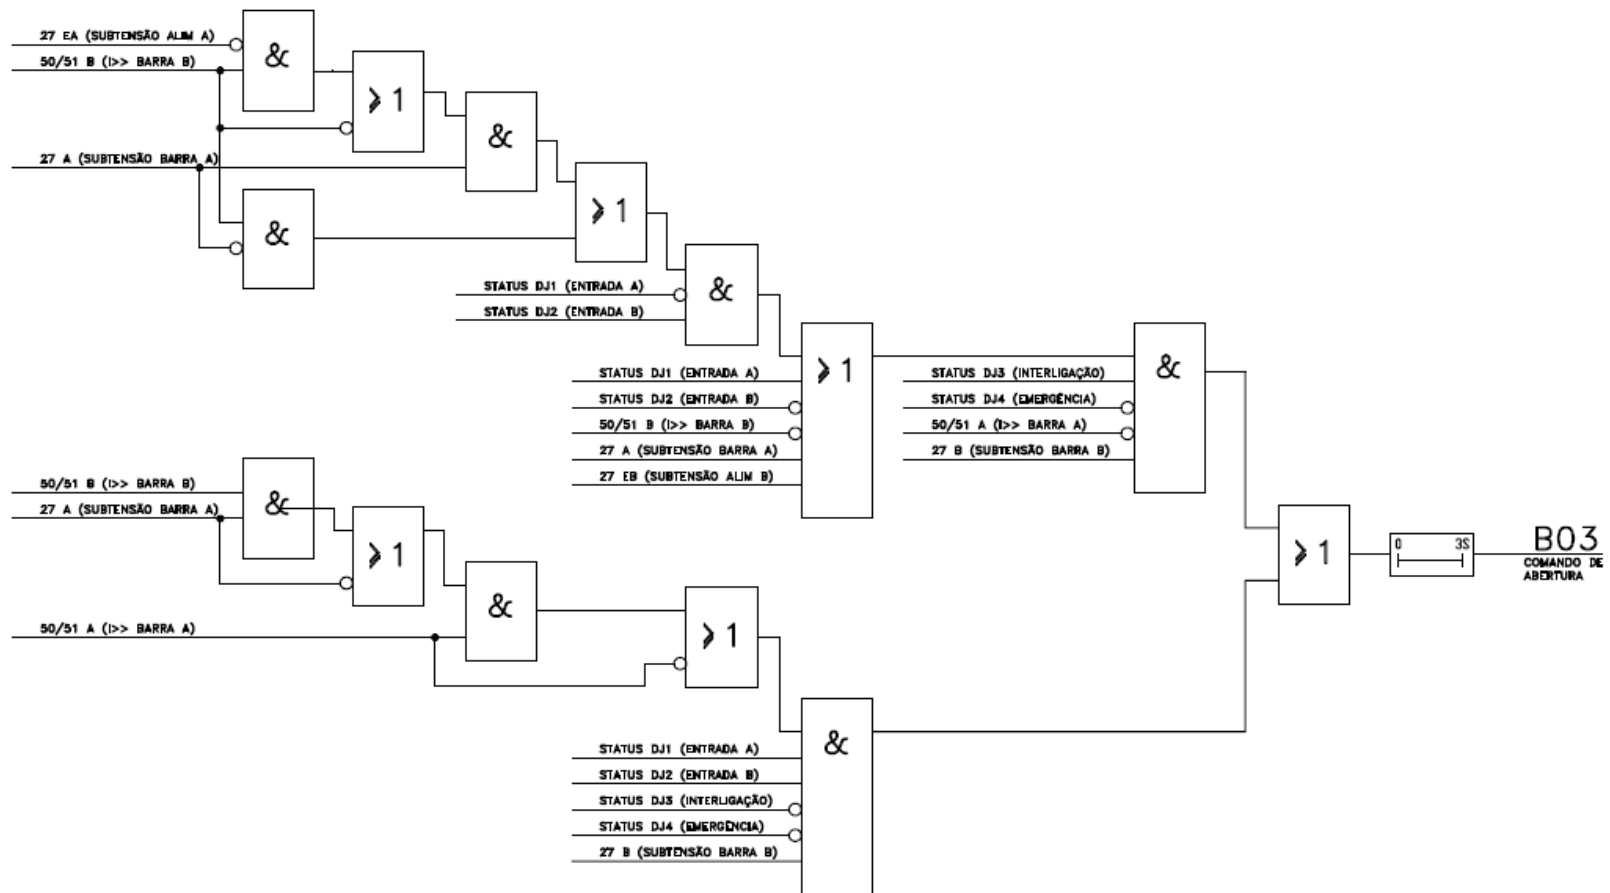 27 EA (SUBTENSÃO ALIM A)
50/51 B (I>> BARRA B)
&
≥ 1
&
27 A (SUBTENSÃO BARRA A)
&
≥ 1
STATUS DJ1 (ENTRADA A)
STATUS DJ2 (ENTRADA B)
&
STATUS DJ1 (ENTRADA A)
STATUS DJ2 (ENTRADA B)
50/51 B (I>> BARRA B)
27 A (SUBTENSÃO BARRA A)
27 EB (SUBTENSÃO ALIM B)
≥ 1
STATUS DJ3 (INTERLIGAÇÃO)
STATUS DJ4 (EMERGÊNCIA)
50/51 A (I>> BARRA A)
27 B (SUBTENSÃO BARRA B)
&
50/51 B (I>> BARRA B)
27 A (SUBTENSÃO BARRA A)
&
≥ 1
&
50/51 A (I>> BARRA A)
≥ 1
STATUS DJ1 (ENTRADA A)
STATUS DJ2 (ENTRADA B)
STATUS DJ3 (INTERLIGAÇÃO)
STATUS DJ4 (EMERGÊNCIA)
27 B (SUBTENSÃO BARRA B)
&
≥ 1
0 3S
B03
COMANDO DE
ABERTURA